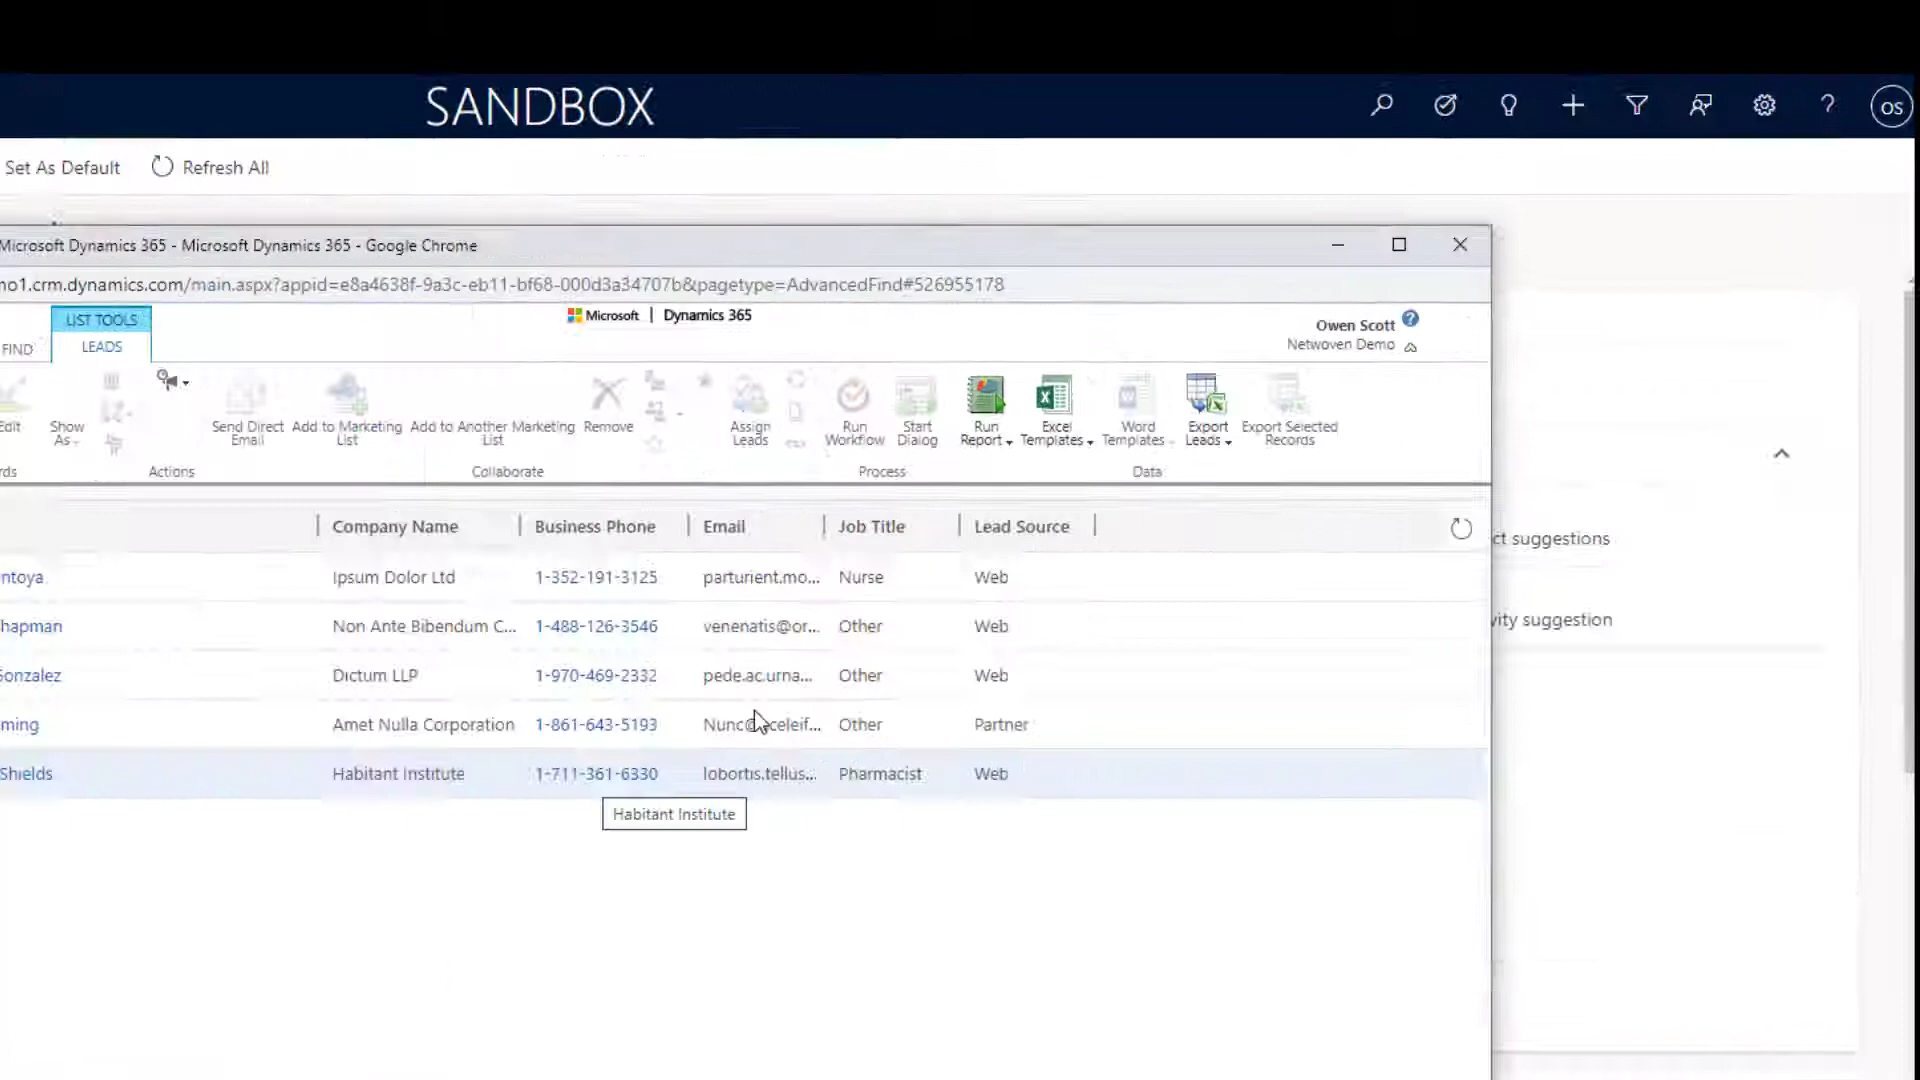 SANDBOX
OS
Set As Default
Refresh All
Microsoft Dynamics 365 - Microsoft Dynamics 365 - Google Chrome
mo1.crm.dynamics.com/main.aspx?appid=e8a4638f-9a3c-eb11-bf68-000d3a34707b&pagetype=AdvancedFind#526955178
LIST TOOLS
Microsoft | Dynamics 365
Owen Scott
FIND LEADS
Netwoven Demo
Edit
Show As
Send Direct Email
Add to Marketing List
Add to Another Marketing List
Remove
Assign Leads
Run Workflow
Start Dialog
Run Report
Excel Templates
Word Templates
Export Leads
Export Selected Records
rds Actions Collaborate Process Data
Company Name Business Phone Email Job Title Lead Source
ntoya Ipsum Dolor Ltd 1-352-191-3125 parturient.mo... Nurse Web
hapman Non Ante Bibendum C... 1-488-126-3546 venenatis@or... Other Web
Gonzalez Dictum LLP 1-970-469-2332 pede.ac.urna... Other Web
ming Amet Nulla Corporation 1-861-643-5193 Other Partner
Shields Habitant Institute 1-711-361-6330 lobortis.tellus... Pharmacist Web
Habitant Institute
ct suggestions
vity suggestion